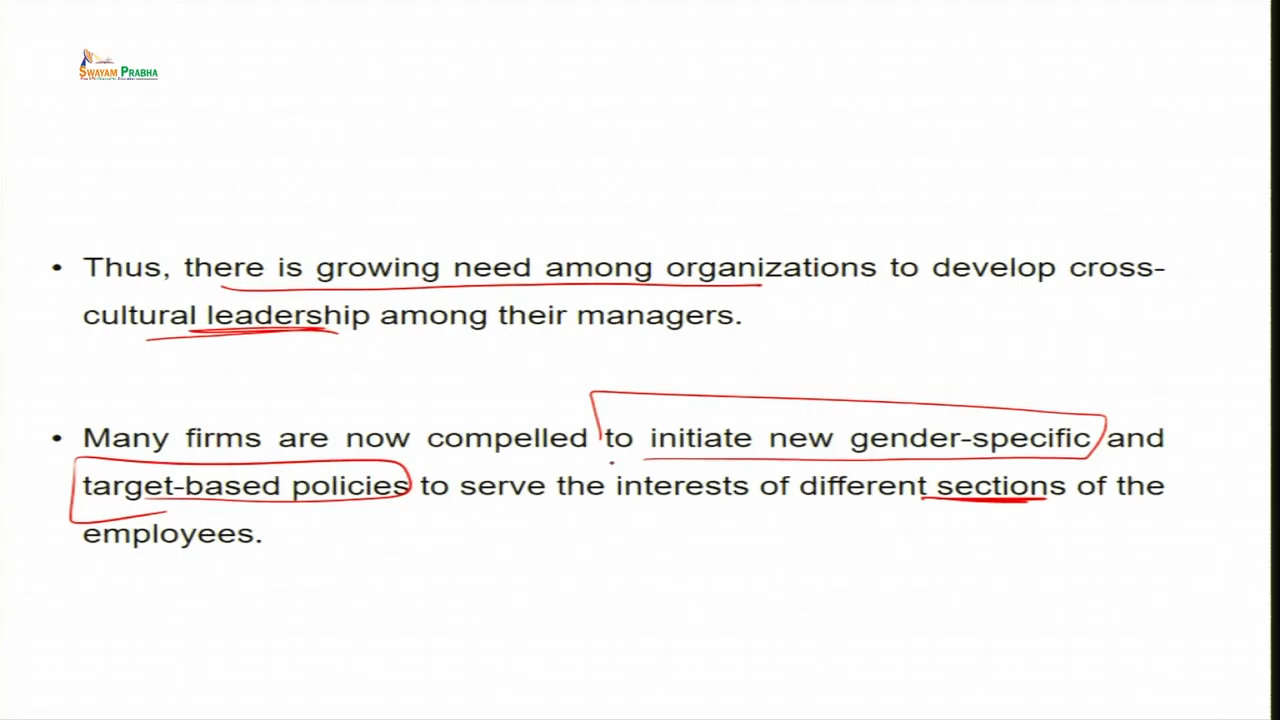 SWAYAM PRABHA
• Thus, there is growing need among organizations to develop cross-
cultural leadership among their managers.
• Many firms are now compelled to initiate new gender-specific and
target-based policies to serve the interests of different sections of the
employees.